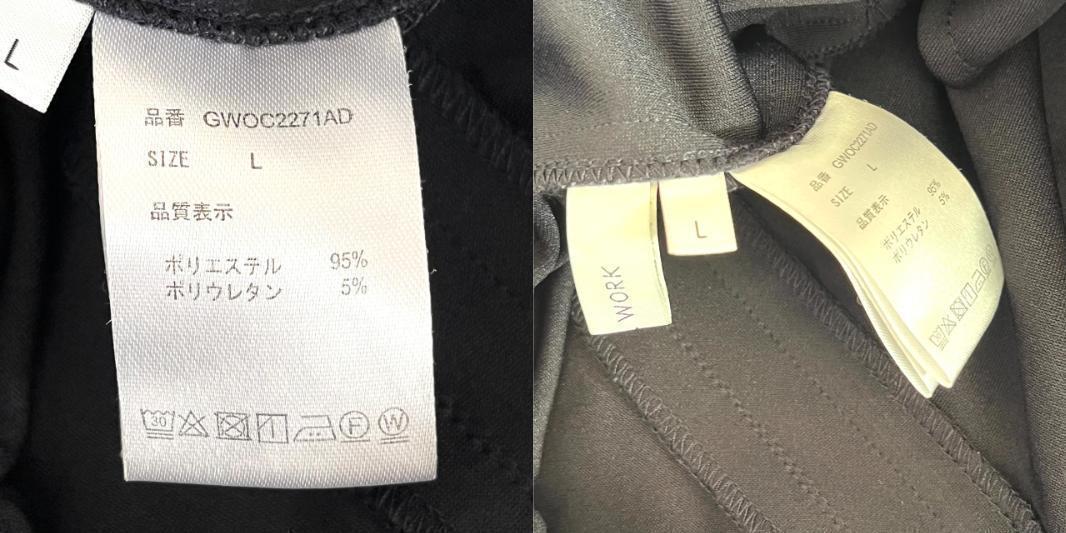 L
品番 GWOC2271AD
SIZE L
品質表示
ポリエステル 95%
ポリウレタン 5%
30
F
W
WORK
L
品番 GWOC2271AD
SIZE L
品質表示
ポリエステル 95%
ポリウレタン 5%